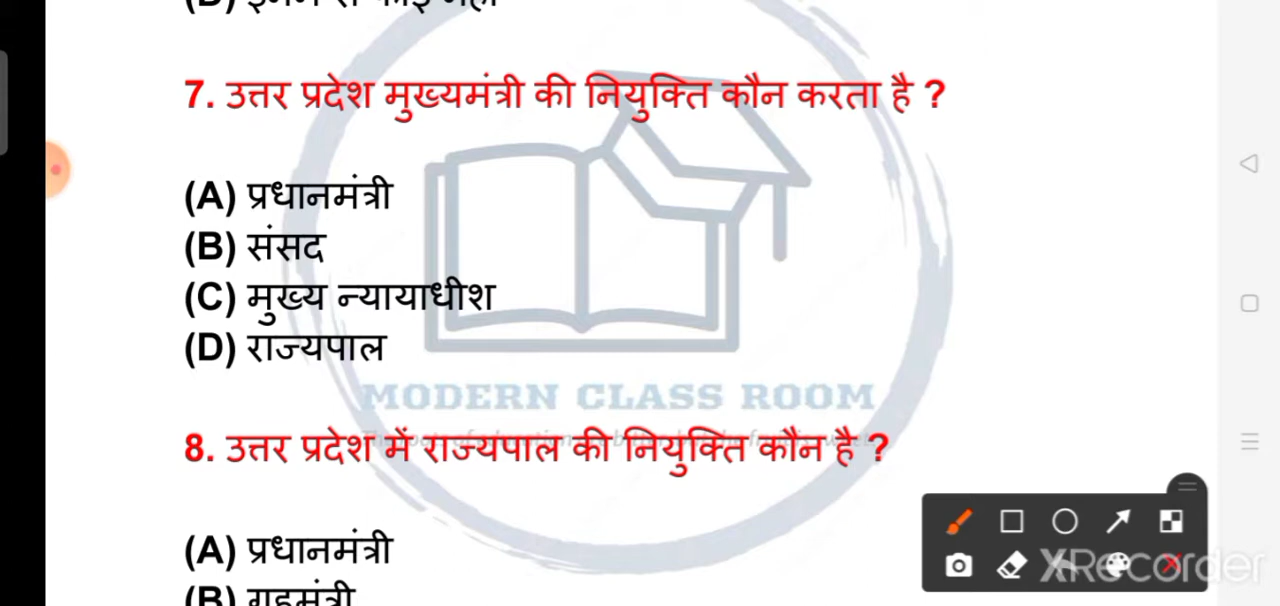 7. उत्तर प्रदेश मुख्यमंत्री की नियुक्ति कौन करता है ?
(A) प्रधानमंत्री
(B) संसद
(C) मुख्य न्यायाधीश
(D) राज्यपाल
MODERN CLASS ROOM
8. उत्तर प्रदेश में राज्यपाल की नियुक्ति कौन है ?
(A) प्रधानमंत्री
(B) गृहमंत्री
XRecorder